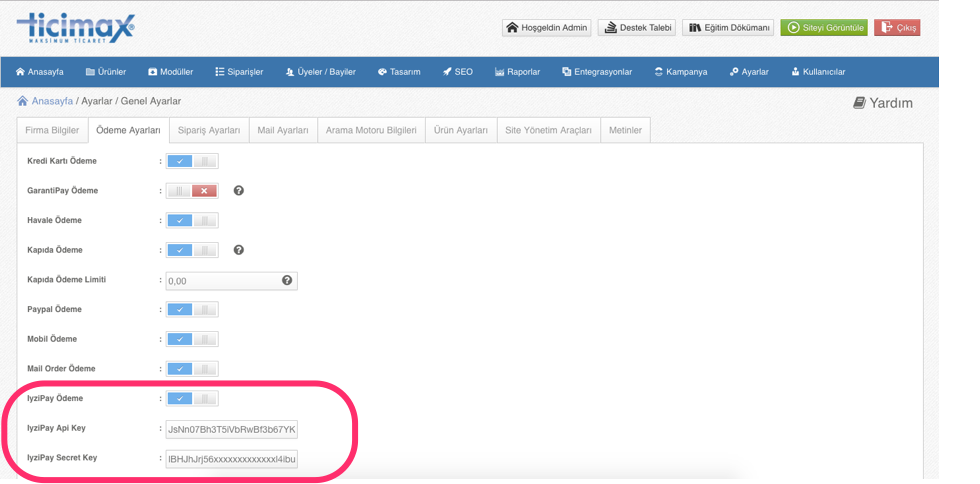 ticimax
MAKSİMUM TİCARET
Hoşgeldin Admin
Destek Talebi
Eğitim Dökümanı
Siteyi Görüntüle
Çıkış
Anasayfa
Ürünler
Modüller
Siparişler
Üyeler / Bayiler
Tasarım
SEO
Raporlar
Entegrasyonlar
Kampanya
Ayarlar
Kullanıcılar
Anasayfa / Ayarlar / Genel Ayarlar
Yardım
Firma Bilgiler
Ödeme Ayarları
Sipariş Ayarları
Mail Ayarları
Arama Motoru Bilgileri
Ürün Ayarları
Site Yönetim Araçları
Metinler
Kredi Kartı Ödeme :
GarantiPay Ödeme :
Havale Ödeme :
Kapıda Ödeme :
Kapıda Ödeme Limiti : 0,00
Paypal Ödeme :
Mobil Ödeme :
Mail Order Ödeme :
IyziPay Ödeme :
IyziPay Api Key : JsNn07Bh3T5iVbRwBf3b67YK
IyziPay Secret Key : IBHJhJrj56xxxxxxxxxxxxxl4ibu